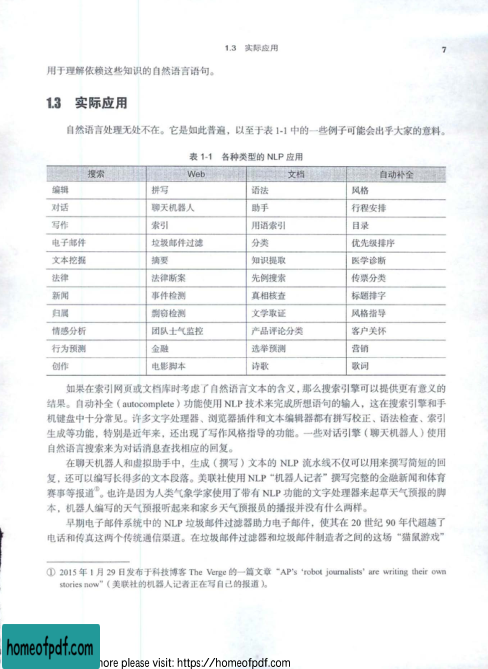 1.3 实际应用 7
用于理解依赖这些知识的自然语言语句。
1.3 实际应用
自然语言处理无处不在。它是如此普遍，以至于表 1-1 中的一些例子可能会出乎大家的意料。
表 1-1 各种类型的 NLP 应用
搜索 Web 文档 自动补全
编辑 拼写 语法 风格
对话 聊天机器人 助手 行程安排
写作 索引 用语索引 目录
电子邮件 垃圾邮件过滤 分类 优先级排序
文本挖掘 摘要 知识提取 医学诊断
法律 法律断案 先例搜索 传票分类
新闻 事件检测 真相核查 标题排字
归属 剽窃检测 文学取证 风格指导
情感分析 团队士气监控 产品评论分类 客户关怀
行为预测 金融 选举预测 营销
创作 电影脚本 诗歌 歌词
如果在索引网页或文档库时考虑了自然语言文本的含义，那么搜索引擎可以提供更有意义的
结果。自动补全（autocomplete）功能使用 NLP 技术来完成所想语句的输入，在搜索引擎和手
机键盘中十分常见。许多文字处理器、浏览器插件和文本编辑器都有拼写校正、语法检查、索引
生成等功能，特别是近年来，还出现了写作风格指导的功能。一些对话引擎（聊天机器人）使用
自然语言搜索来为对话消息查找相应的回复。
在聊天机器人和虚拟助手中，生成（撰写）文本的 NLP 流水线不仅可以用来撰写简短的回
复，还可以编写长得多的文本段落。美联社使用 NLP“机器人记者”撰写完整的金融新闻和体育
赛事等报道①。也许是因为人类气象学家使用了带有 NLP 功能的文字处理器来起草天气预报的脚
本，机器人编写的天气预报听起来和家乡天气预报员的播报并没有什么两样。
早期电子邮件系统中的 NLP 垃圾邮件过滤器助力电子邮件，使其在 20 世纪 90 年代超越了
电话和传真这两个传统通信渠道。在垃圾邮件过滤器和垃圾邮件制造者之间的这场“猫鼠游戏”
① 2015 年 1 月 29 日发布于科技博客 The Verge 的一篇文章 “AP's ‘robot journalists’ are writing their own
stories now”（美联社的机器人记者正在写自己的报道）。
homeofpdf.com
more please visit: https://homeofpdf.com